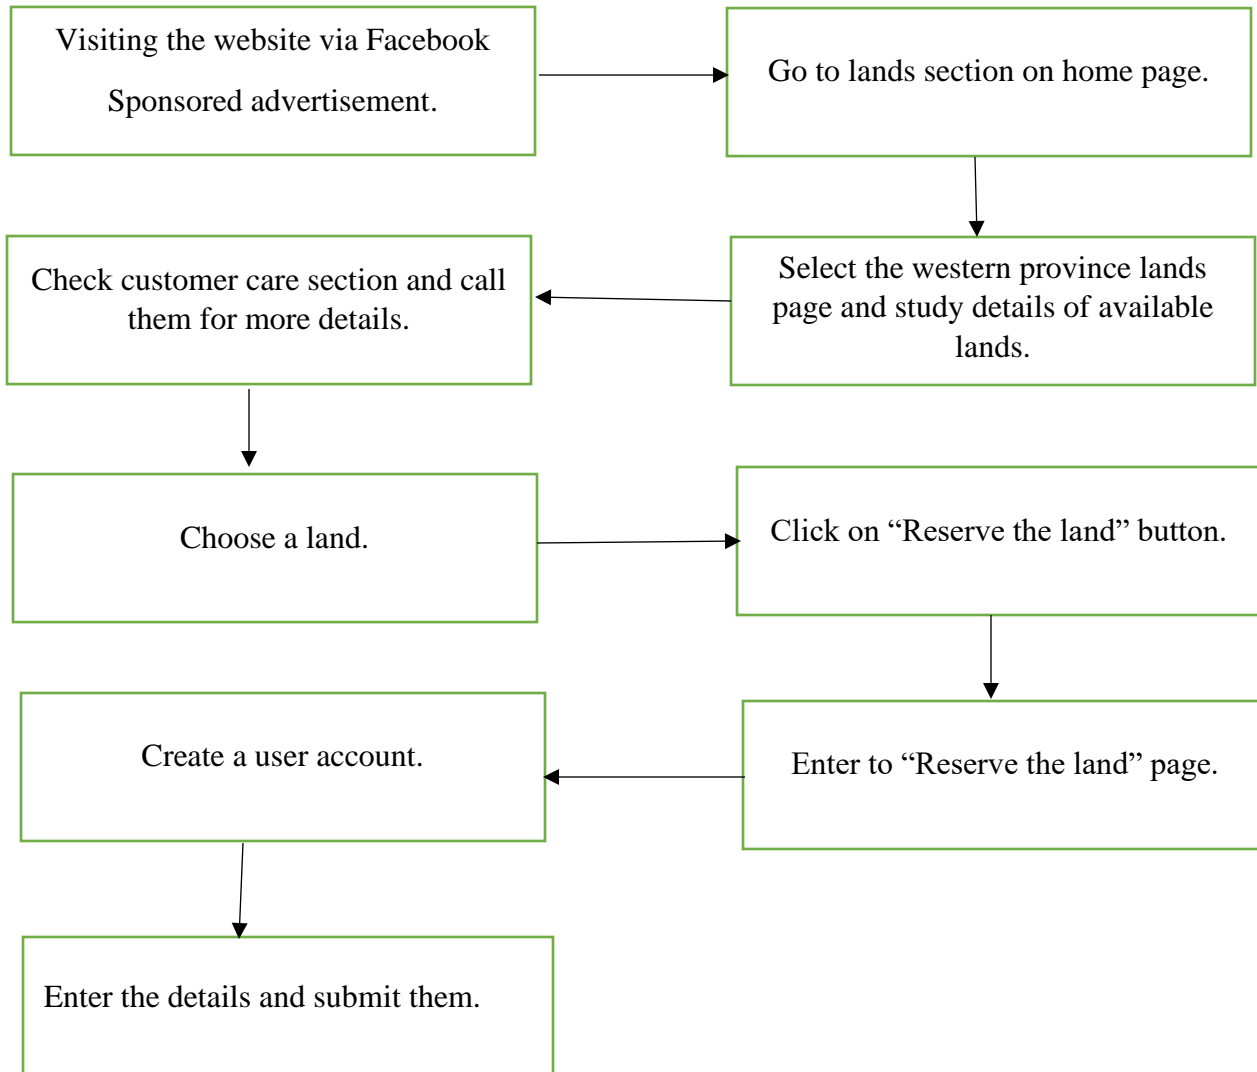 Visiting the website via Facebook
Sponsored advertisement.
Go to lands section on home page.
Select the western province lands
page and study details of available
lands.
Check customer care section and call
them for more details.
Choose a land.
Click on “Reserve the land” button.
Enter to “Reserve the land” page.
Create a user account.
Enter the details and submit them.